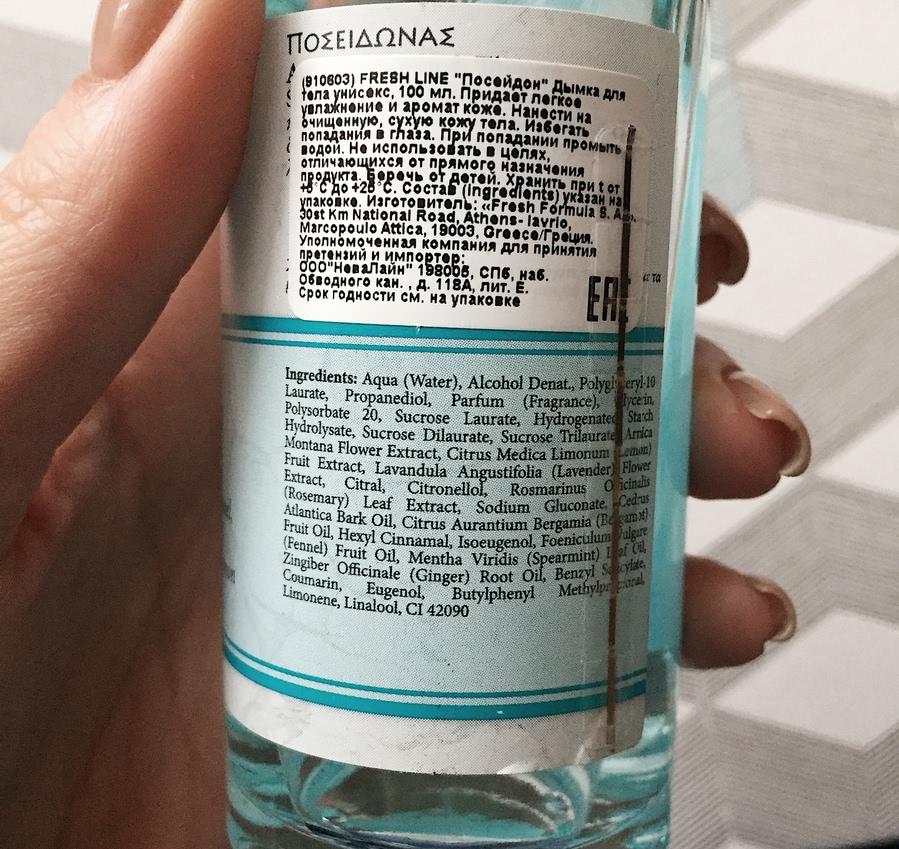 ΠΟΣΕΙΔΩΝΑΣ
(910603) FRESH LINE "Посейдон" Дымка для
тела унисекс, 100 мл. Придает легкое
увлажнение и аромат коже. Нанести на
очищенную, сухую кожу тела. Избегать
попадания в глаза. При попадании промыть
водой. Не использовать в целях,
отличающихся от прямого назначения
продукта. Беречь от детей. Хранить при t от
+5°C до +25°C. Состав (Ingredients) указан на
упаковке. Изготовитель: «Fresh Formula S. A.».
30st Km National Road, Athens- lavrio,
Marcopoulo Attica, 19003, Greece/Греция.
Уполномоченная компания для принятия
претензий и импортер:
ООО"НеваЛайн" 198005, СПб, наб.
Обводного кан. , д. 118А, лит. Е.
Срок годности см. на упаковке
EAC
Ingredients: Aqua (Water), Alcohol Denat., Polyglyceryl-10
Laurate, Propanediol, Parfum (Fragrance), Glycerin,
Polysorbate 20, Sucrose Laurate, Hydrogenated Starch
Hydrolysate, Sucrose Dilaurate, Sucrose Trilaurate, Arnica
Montana Flower Extract, Citrus Medica Limonum (Lemon)
Fruit Extract, Lavandula Angustifolia (Lavender) Flower
Extract, Citral, Citronellol, Rosmarinus Officinalis
(Rosemary) Leaf Extract, Sodium Gluconate, Cedrus
Atlantica Bark Oil, Citrus Aurantium Bergamia (Bergamot)
Fruit Oil, Hexyl Cinnamal, Isoeugenol, Foeniculum Vulgare
(Fennel) Fruit Oil, Mentha Viridis (Spearmint) Leaf Oil,
Zingiber Officinale (Ginger) Root Oil, Benzyl Salicylate,
Coumarin, Eugenol, Butylphenyl Methylpropional,
Limonene, Linalool, CI 42090